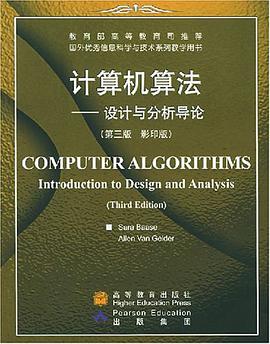 教育部高等教育司推荐
国外优秀信息科学与技术系列教学用书
计算机算法
——设计与分析导论
(第三版 影印版)
COMPUTER ALGORITHMS
Introduction to Design and Analysis
(Third Edition)
■ Sara Baase
Allen Van Gelder
高等教育出版社
Higher Education Press
Pearson Education
出版集团